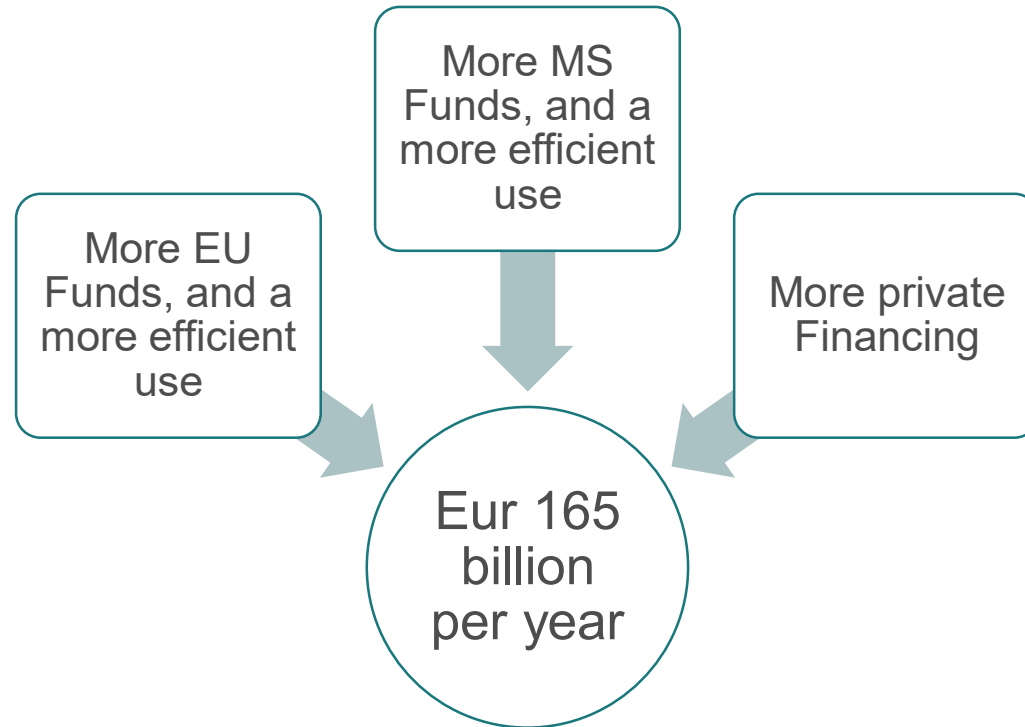 More MS
Funds, and a
more efficient
use
More EU
Funds, and a
more efficient
use
More private
Financing
Eur 165
billion
per year